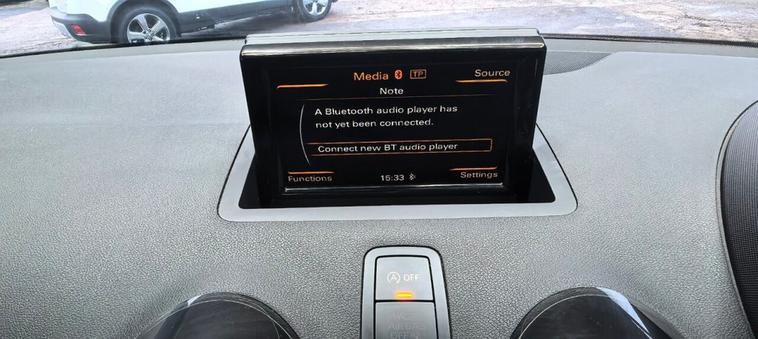 Media TP Source
Note
A Bluetooth audio player has
not yet been connected.
Connect new BT audio player
Functions 15:33 Settings
A OFF